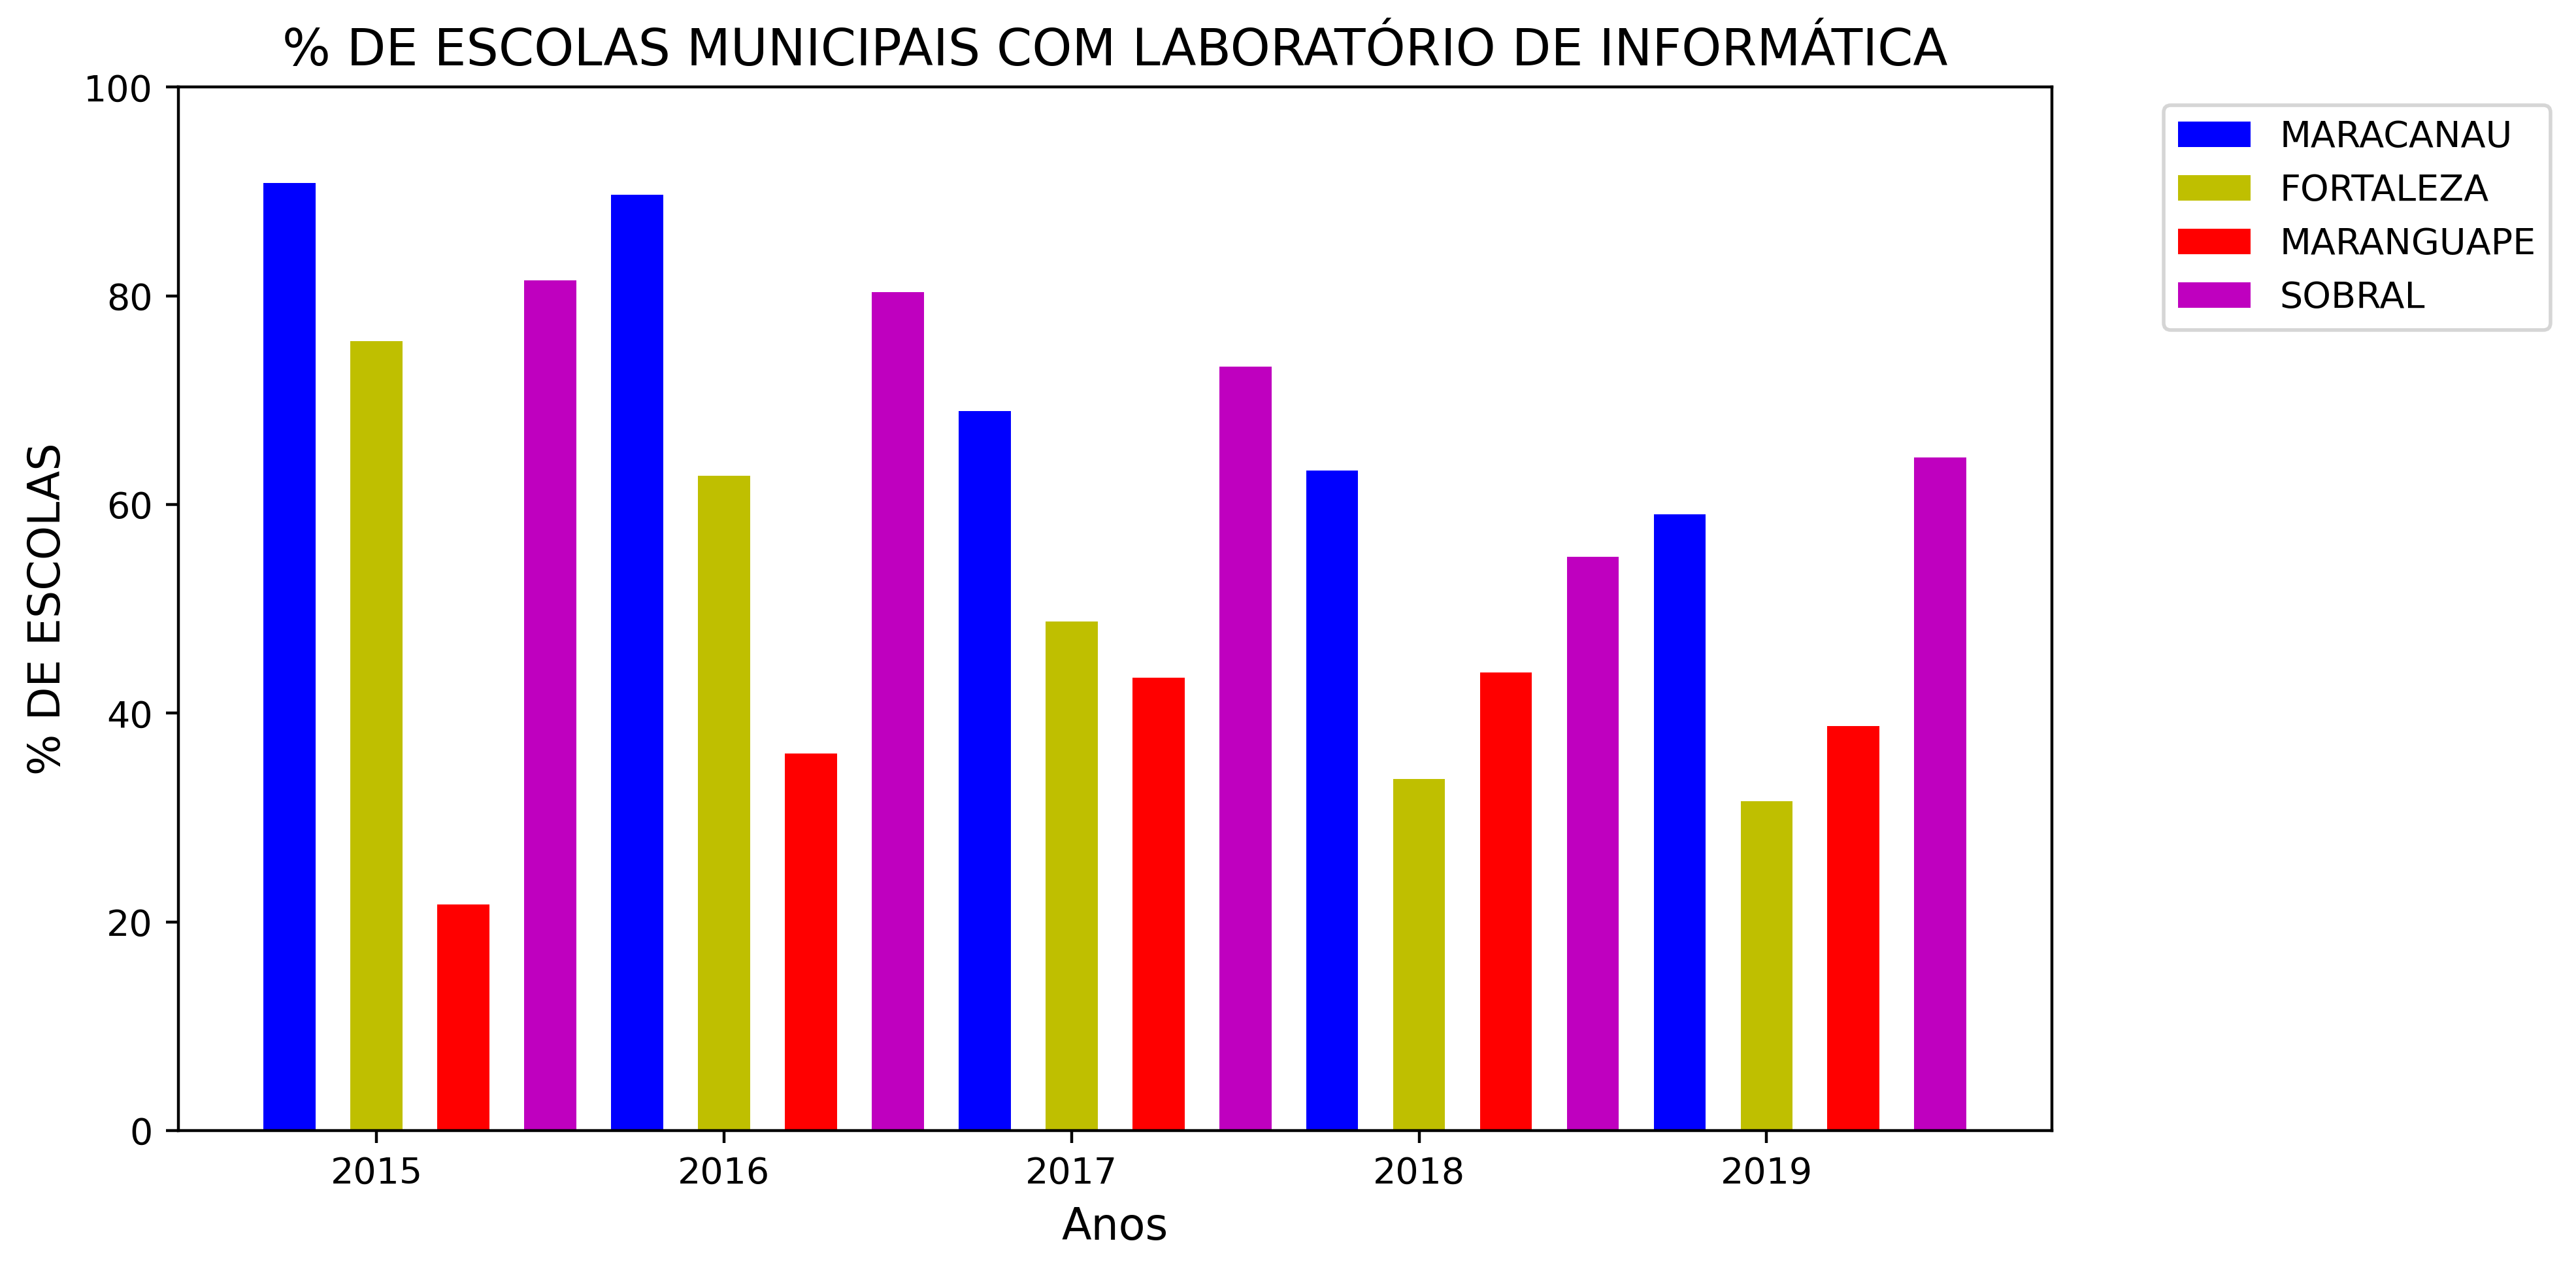 % DE ESCOLAS MUNICIPAIS COM LABORATÓRIO DE INFORMÁTICA
% DE ESCOLAS
100
80
60
40
20
0
2015 2016 2017 2018 2019
Anos
MARACANAU
FORTALEZA
MARANGUAPE
SOBRAL